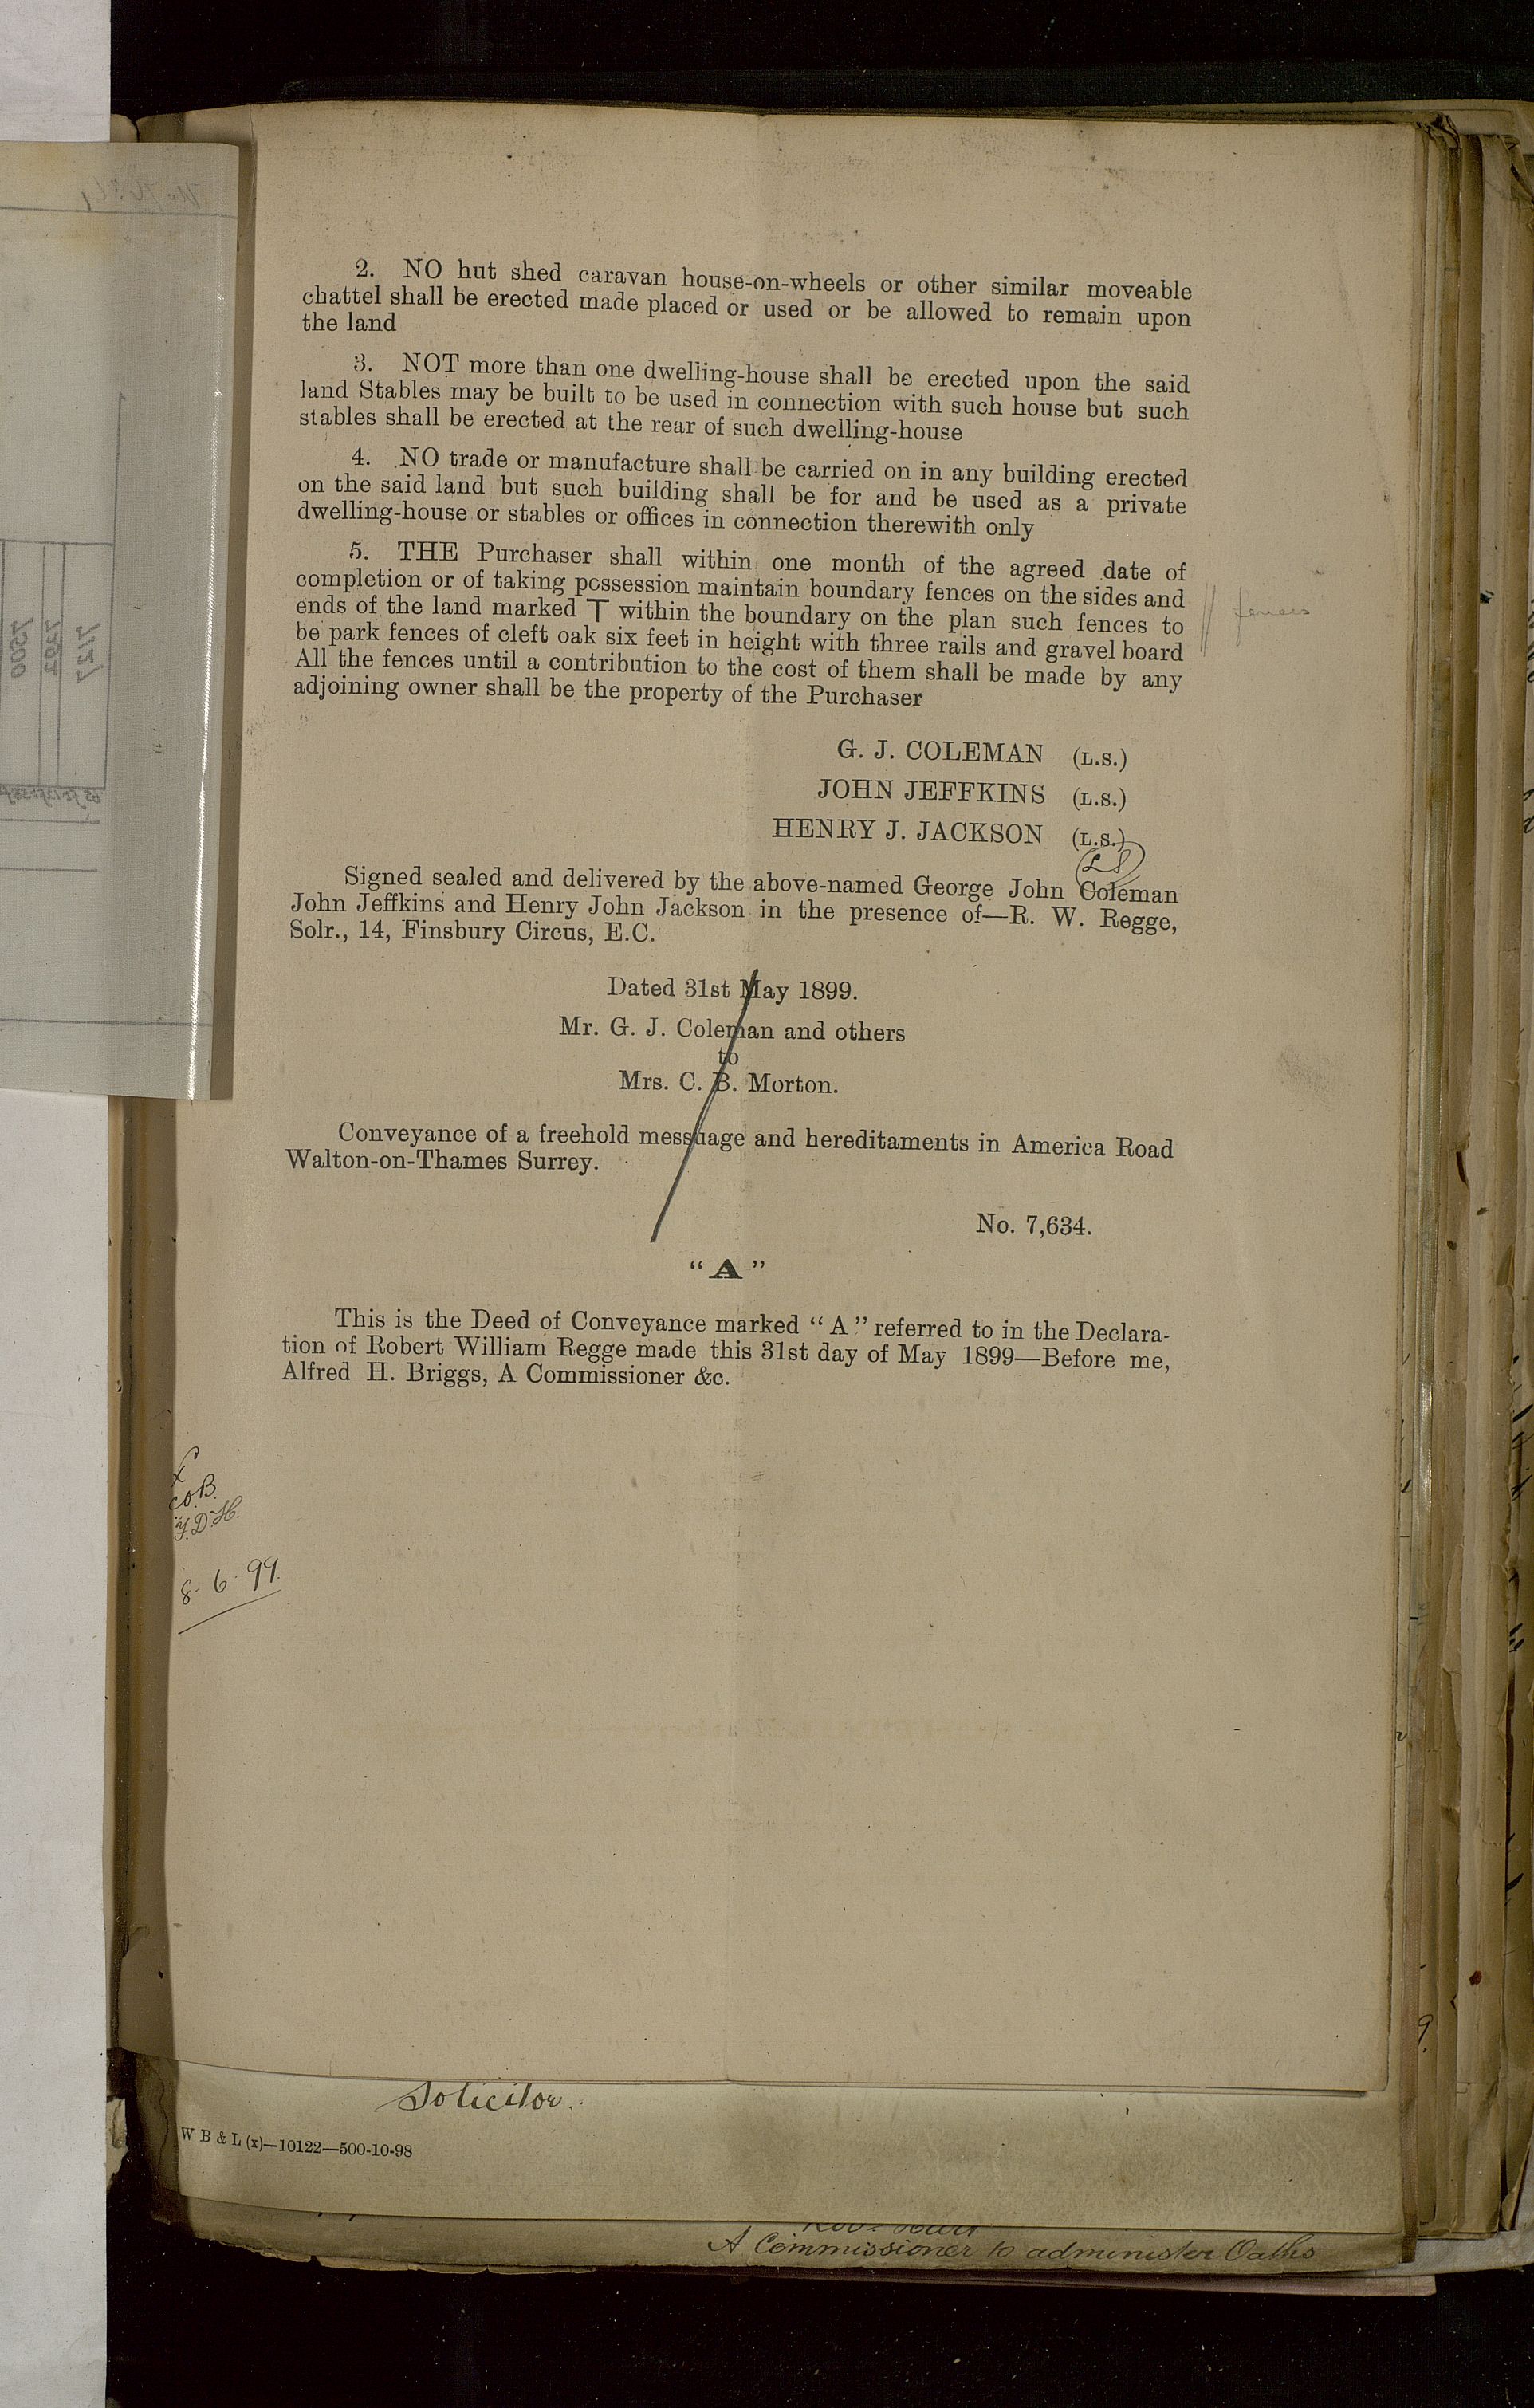 2. NO hut shed caravan house-on-wheels or other similar moveable
chattel shall be erected made placed or used or be allowed to remain upon
the land
3. NOT more than one dwelling-house shall be erected upon the said
land Stables may be built to be used in connection with such house but such
stables shall be erected at the rear of such dwelling-house
4. NO trade or manufacture shall be carried on in any building erected
on the said land but such building shall be for and be used as a private
dwelling-house or stables or offices in connection therewith only
5. THE Purchaser shall within one month of the agreed date of
completion or of taking possession maintain boundary fences on the sides and
ends of the land marked T within the boundary on the plan such fences to
be park fences of cleft oak six feet in height with three rails and gravel board
All the fences until a contribution to the cost of them shall be made by any
adjoining owner shall be the property of the Purchaser
fences
G. J. COLEMAN (L.S.)
JOHN JEFFKINS (L.S.)
HENRY J. JACKSON (L.S.)
LS
Signed sealed and delivered by the above-named George John Coleman
John Jeffkins and Henry John Jackson in the presence of—R. W. Regge,
Solr., 14, Finsbury Circus, E.C.
Dated 31st May 1899.
Mr. G. J. Coleman and others
to
Mrs. C. B. Morton.
Conveyance of a freehold messuage and hereditaments in America Road
Walton-on-Thames Surrey.
No. 7,634.
"A"
This is the Deed of Conveyance marked "A" referred to in the Declara-
tion of Robert William Regge made this 31st day of May 1899—Before me,
Alfred H. Briggs, A Commissioner &c.
8. 6. 99.
Solicitor.
W B & L (x)—10122—500-10-98
A Commissioner to administer Oaths